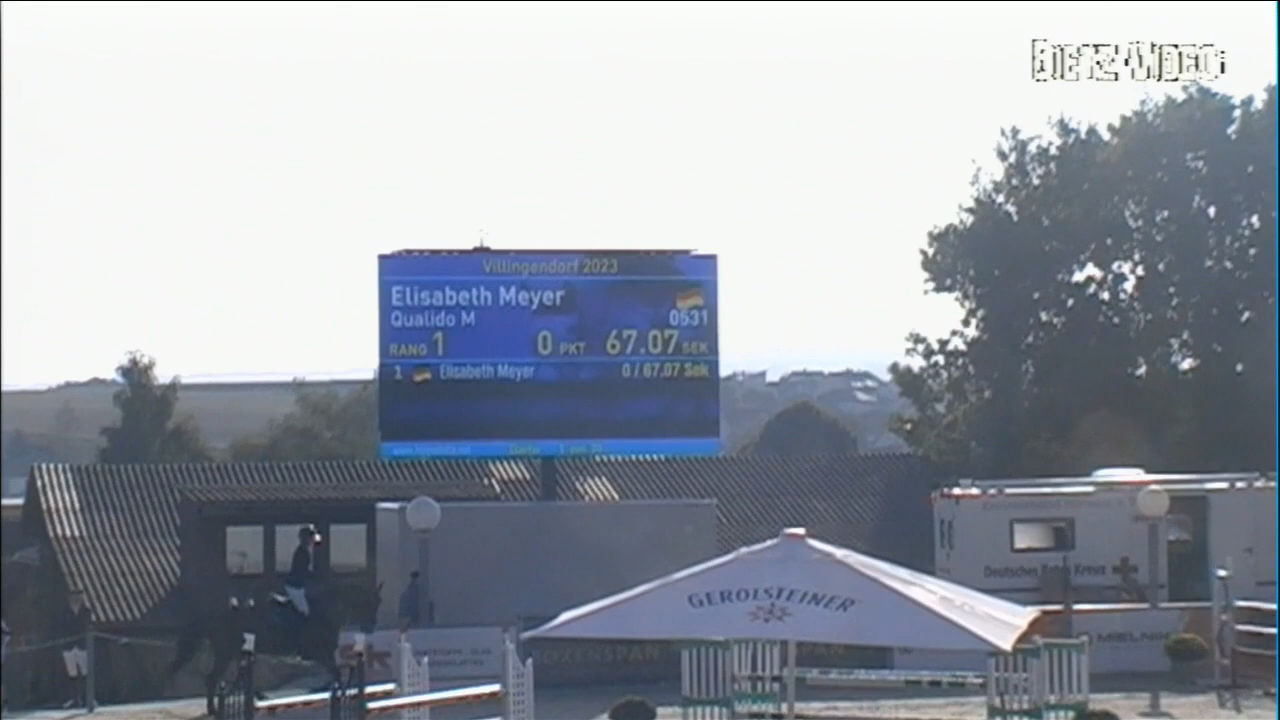 DIETZ-VIDEO
Villingendorf 2023
Elisabeth Meyer
Qualido M
0531
RANG 1 0 PKT 67.07 SEK
1 Elisabeth Meyer 0 / 67.07 Sek
GEROLSTEINER
Deutsches Rotes Kreuz
MIELNIK